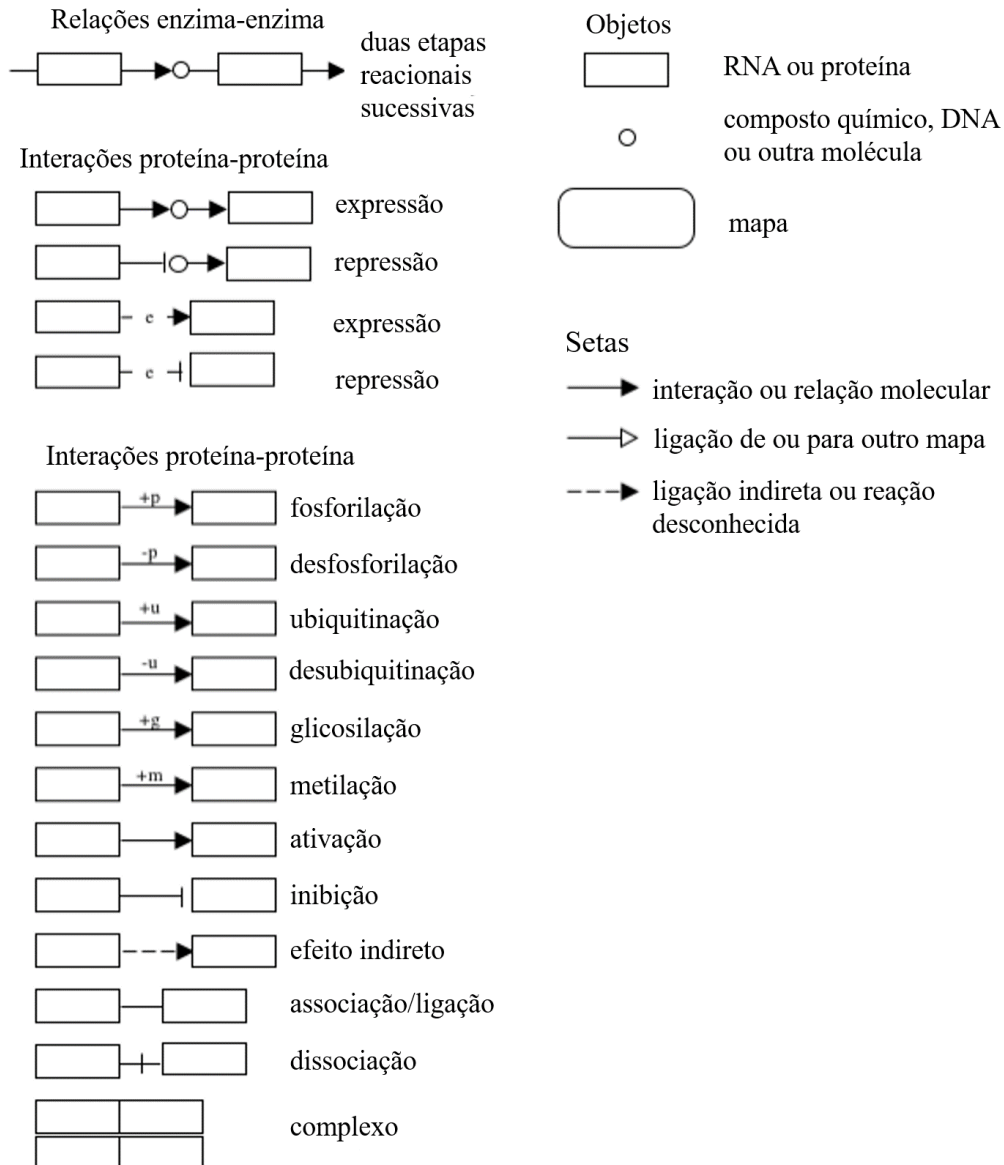 Relações enzima-enzima
duas etapas
reacionais
sucessivas
Interações proteína-proteína
expressão
repressão
e
expressão
e
repressão
Interações proteína-proteína
+p
fosforilação
-p
desfosforilação
+u
ubiquitinação
-u
desubiquitinação
+g
glicosilação
+m
metilação
ativação
inibição
efeito indireto
associação/ligação
dissociação
complexo
Objetos
RNA ou proteína
composto químico, DNA
ou outra molécula
mapa
Setas
interação ou relação molecular
ligação de ou para outro mapa
ligação indireta ou reação
desconhecida